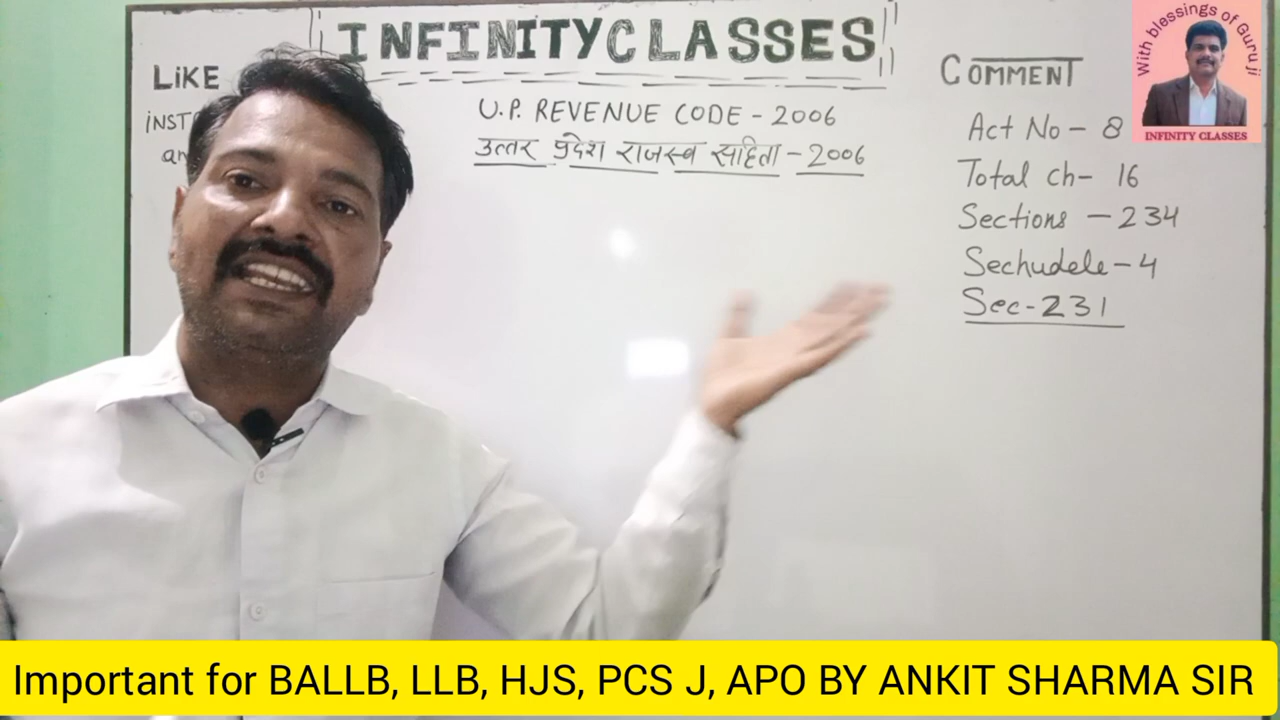 INFINITY CLASSES
LiKE
U.P. REVENUE CODE - 2006
उत्तर प्रदेश राजस्व संहिता - 2006
COMMENT
Act No - 8
Total ch - 16
Sections - 234
Sechudele - 4
Sec - 231
With blessings of Guru ji
INFINITY CLASSES
Important for BALLB, LLB, HJS, PCS J, APO BY ANKIT SHARMA SIR